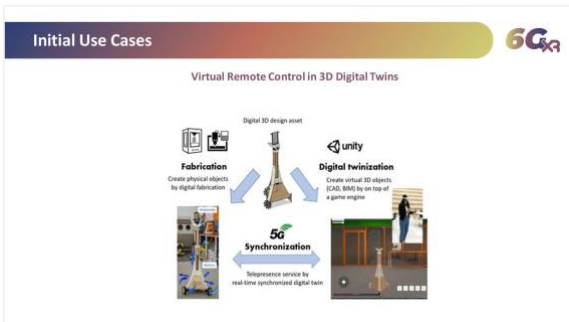 Initial Use Cases
6G XR
Virtual Remote Control in 3D Digital Twins
Digital 3D design asset
unity
Fabrication
Create physical objects
by digital fabrication
Digital twinization
Create virtual 3D objects
(CAD, BIM) by on top of
a game engine
5G
Synchronization
Telepresence service by
real-time synchronized digital twin